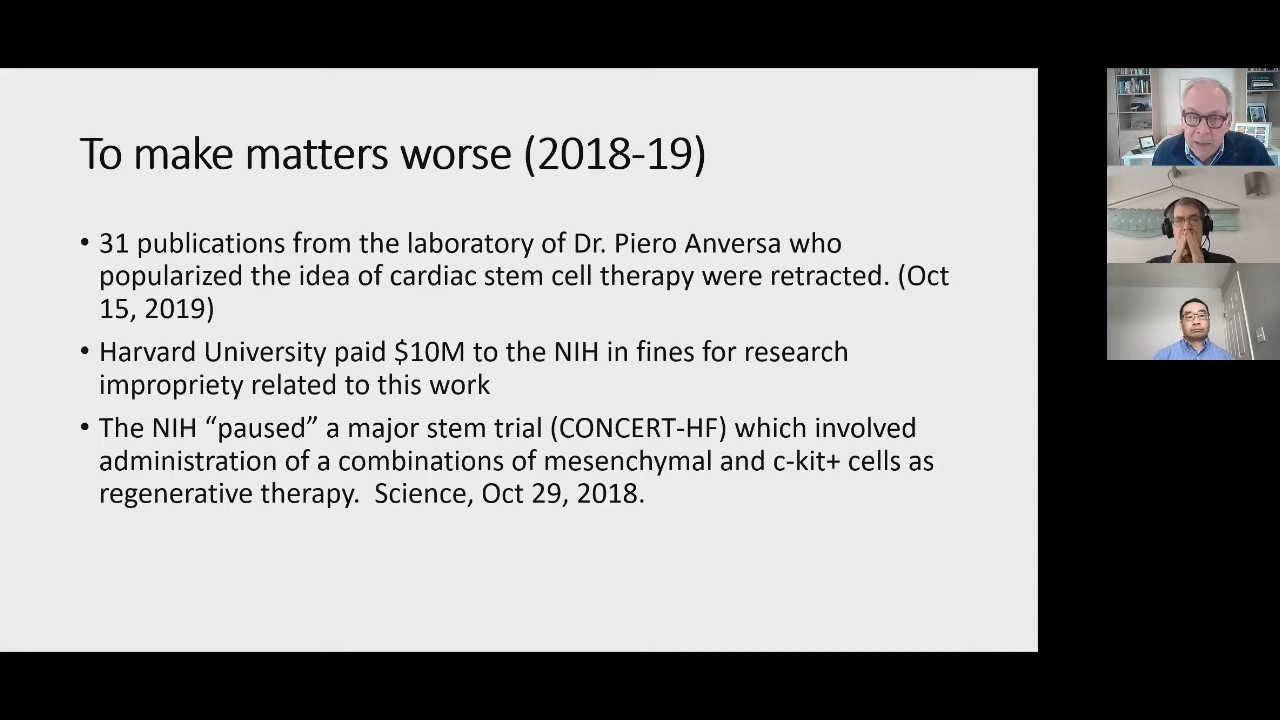 To make matters worse (2018-19)
• 31 publications from the laboratory of Dr. Piero Anversa who
popularized the idea of cardiac stem cell therapy were retracted. (Oct
15, 2019)
• Harvard University paid $10M to the NIH in fines for research
impropriety related to this work
• The NIH “paused” a major stem trial (CONCERT-HF) which involved
administration of a combinations of mesenchymal and c-kit+ cells as
regenerative therapy.  Science, Oct 29, 2018.